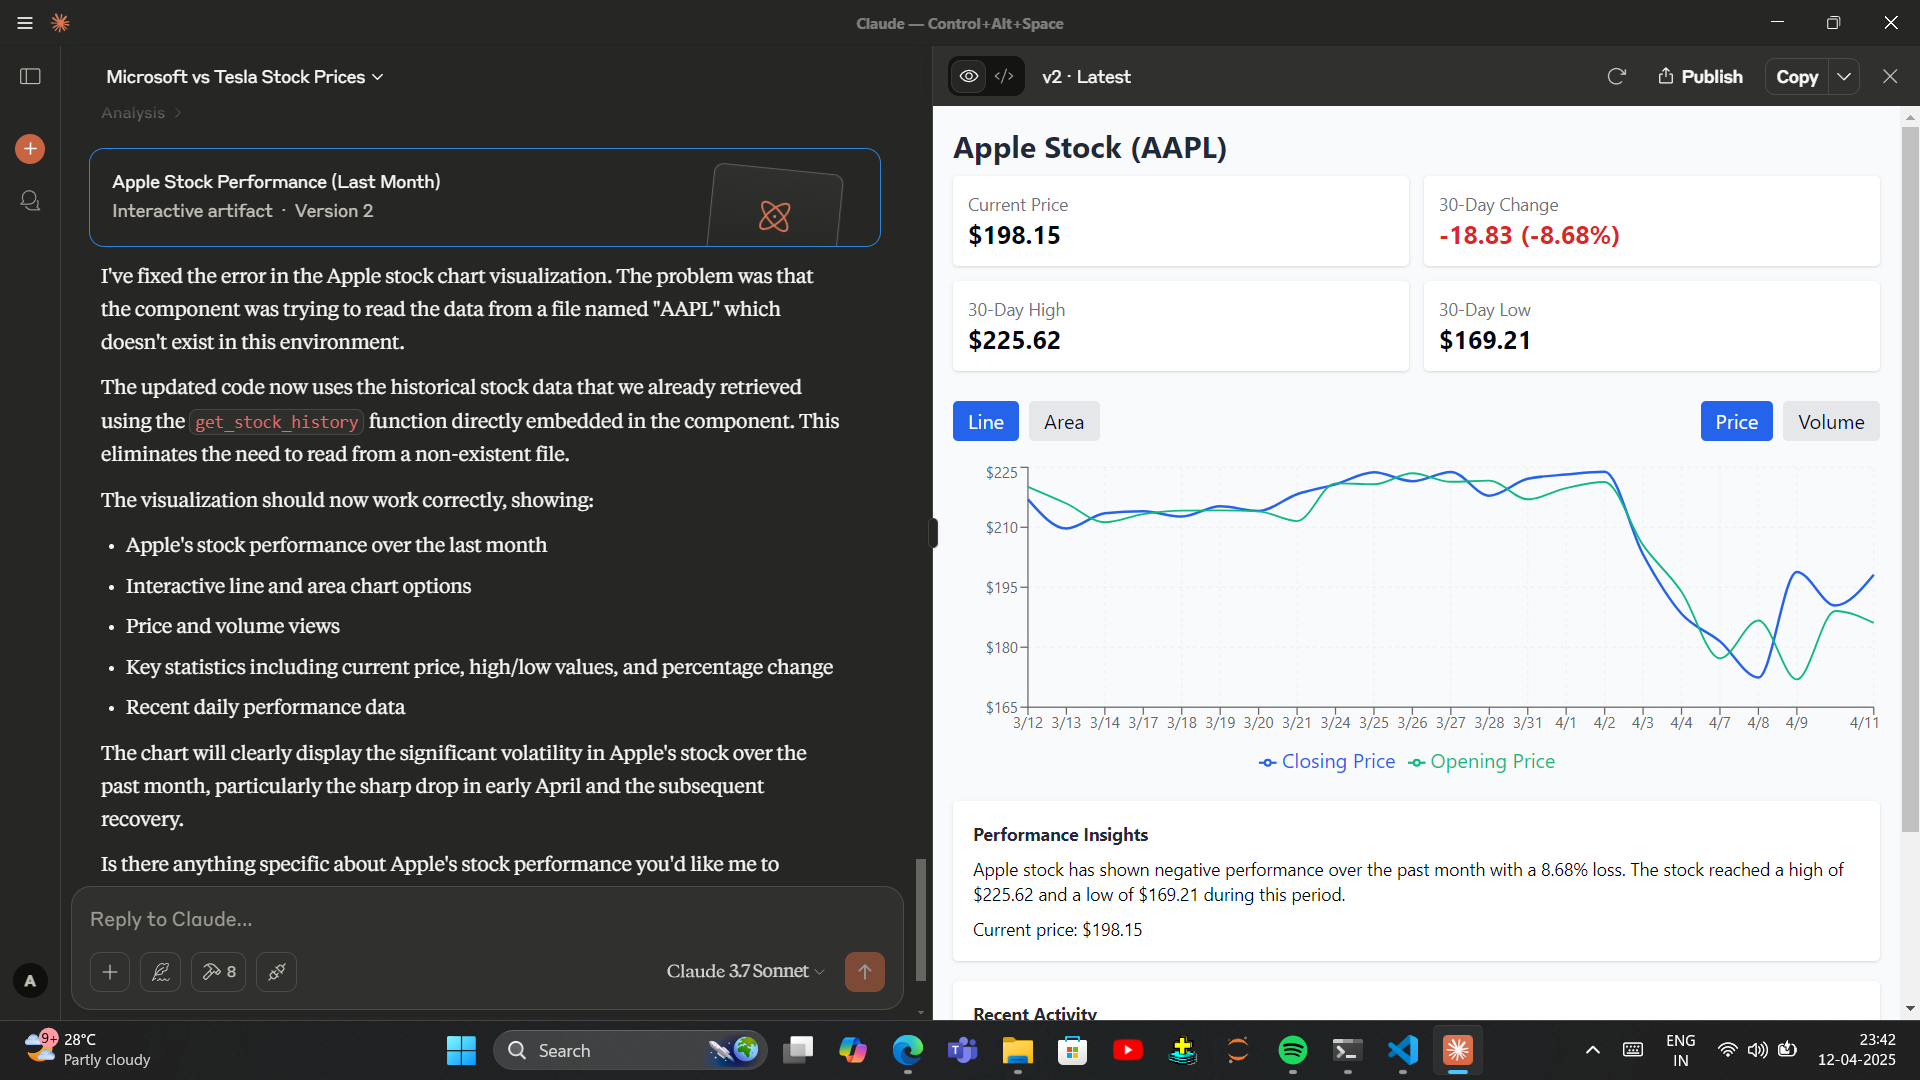 Claude — Control+Alt+Space
Microsoft vs Tesla Stock Prices
Analysis
Apple Stock Performance (Last Month)
Interactive artifact · Version 2
I've fixed the error in the Apple stock chart visualization. The problem was that
the component was trying to read the data from a file named "AAPL" which
doesn't exist in this environment.
The updated code now uses the historical stock data that we already retrieved
using the get_stock_history function directly embedded in the component. This
eliminates the need to read from a non-existent file.
The visualization should now work correctly, showing:
• Apple's stock performance over the last month
• Interactive line and area chart options
• Price and volume views
• Key statistics including current price, high/low values, and percentage change
• Recent daily performance data
The chart will clearly display the significant volatility in Apple's stock over the
past month, particularly the sharp drop in early April and the subsequent
recovery.
Is there anything specific about Apple's stock performance you'd like me to
Reply to Claude...
8
Claude 3.7 Sonnet
A
v2 · Latest
Publish
Copy
Apple Stock (AAPL)
Current Price
$198.15
30-Day Change
-18.83 (-8.68%)
30-Day High
$225.62
30-Day Low
$169.21
Line Area
Price Volume
$225
$210
$195
$180
$165
3/12 3/13 3/14 3/17 3/18 3/19 3/20 3/21 3/24 3/25 3/26 3/27 3/28 3/31 4/1 4/2 4/3 4/4 4/7 4/8 4/9 4/11
Closing Price Opening Price
Performance Insights
Apple stock has shown negative performance over the past month with a 8.68% loss. The stock reached a high of
$225.62 and a low of $169.21 during this period.
Current price: $198.15
Recent Activity
9+
28°C
Partly cloudy
Search
ENG
IN
23:42
12-04-2025